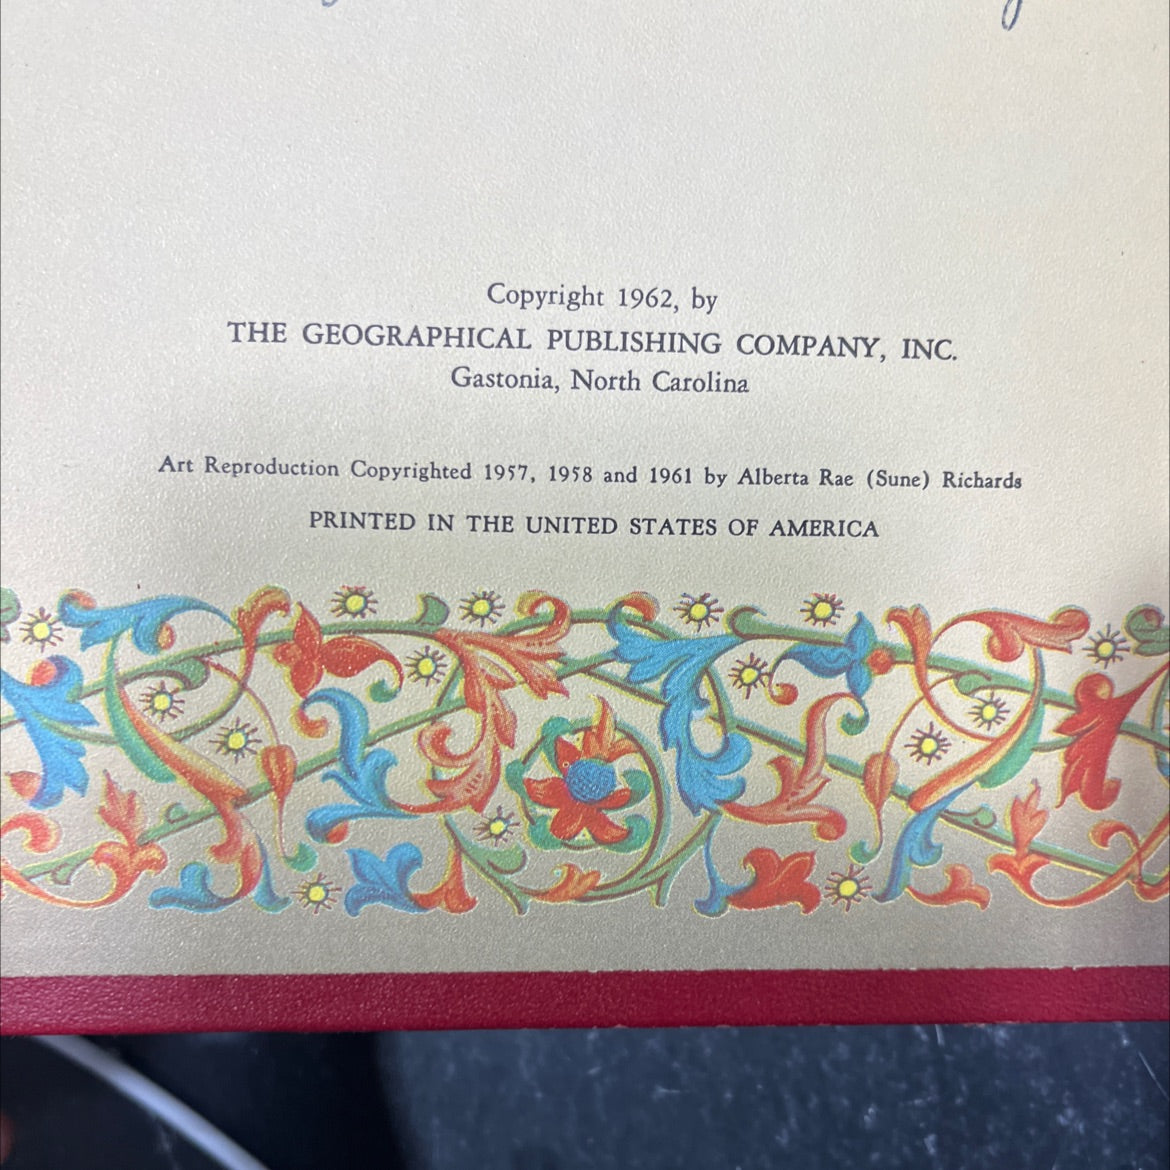 Copyright 1962, by
THE GEOGRAPHICAL PUBLISHING COMPANY, INC.
Gastonia, North Carolina
Art Reproduction Copyrighted 1957, 1958 and 1961 by Alberta Rae (Sune) Richards
PRINTED IN THE UNITED STATES OF AMERICA